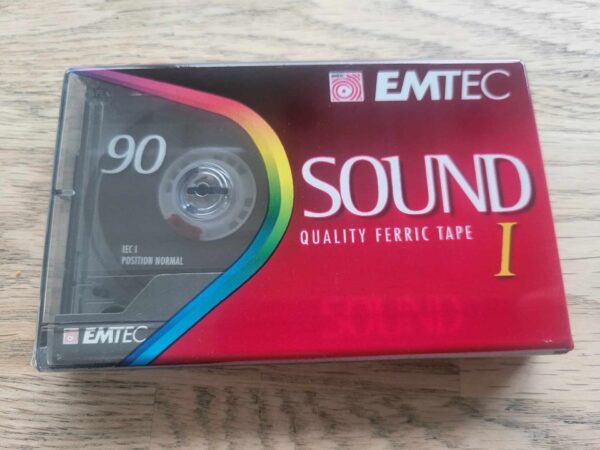 EMTEC
90
SOUND
QUALITY FERRIC TAPE
I
IEC I
POSITION NORMAL
SOUND
EMTEC